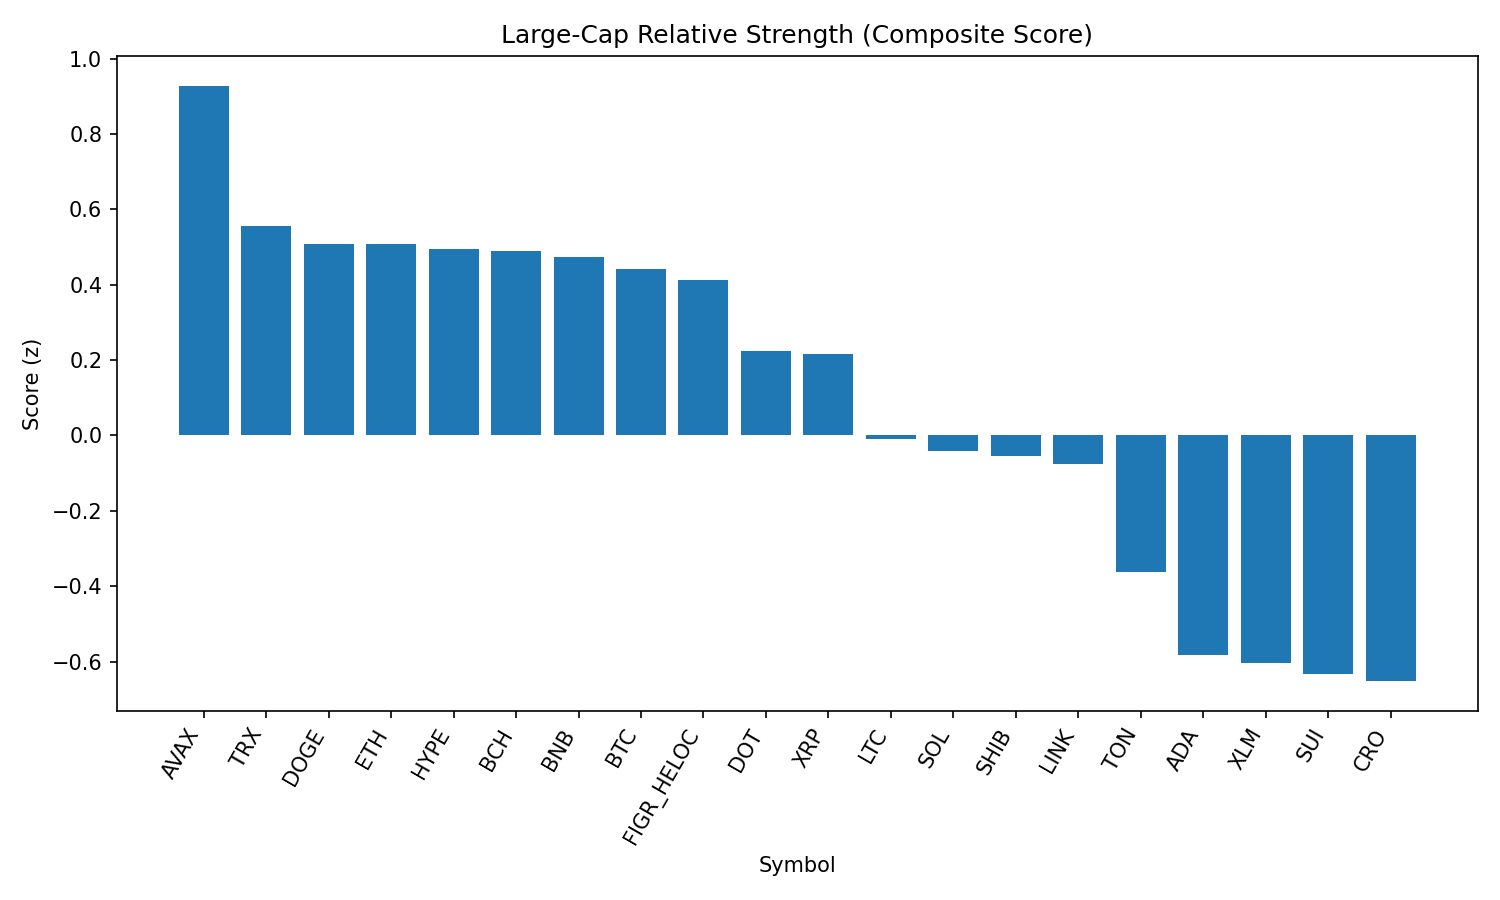 Large-Cap Relative Strength (Composite Score)
Score (z)
1.0
0.8
0.6
0.4
0.2
0.0
−0.2
−0.4
−0.6
AVAX
TRX
DOGE
ETH
HYPE
BCH
BNB
BTC
FIGR_HELOC
DOT
XRP
LTC
SOL
SHIB
LINK
TON
ADA
XLM
SUI
CRO
Symbol